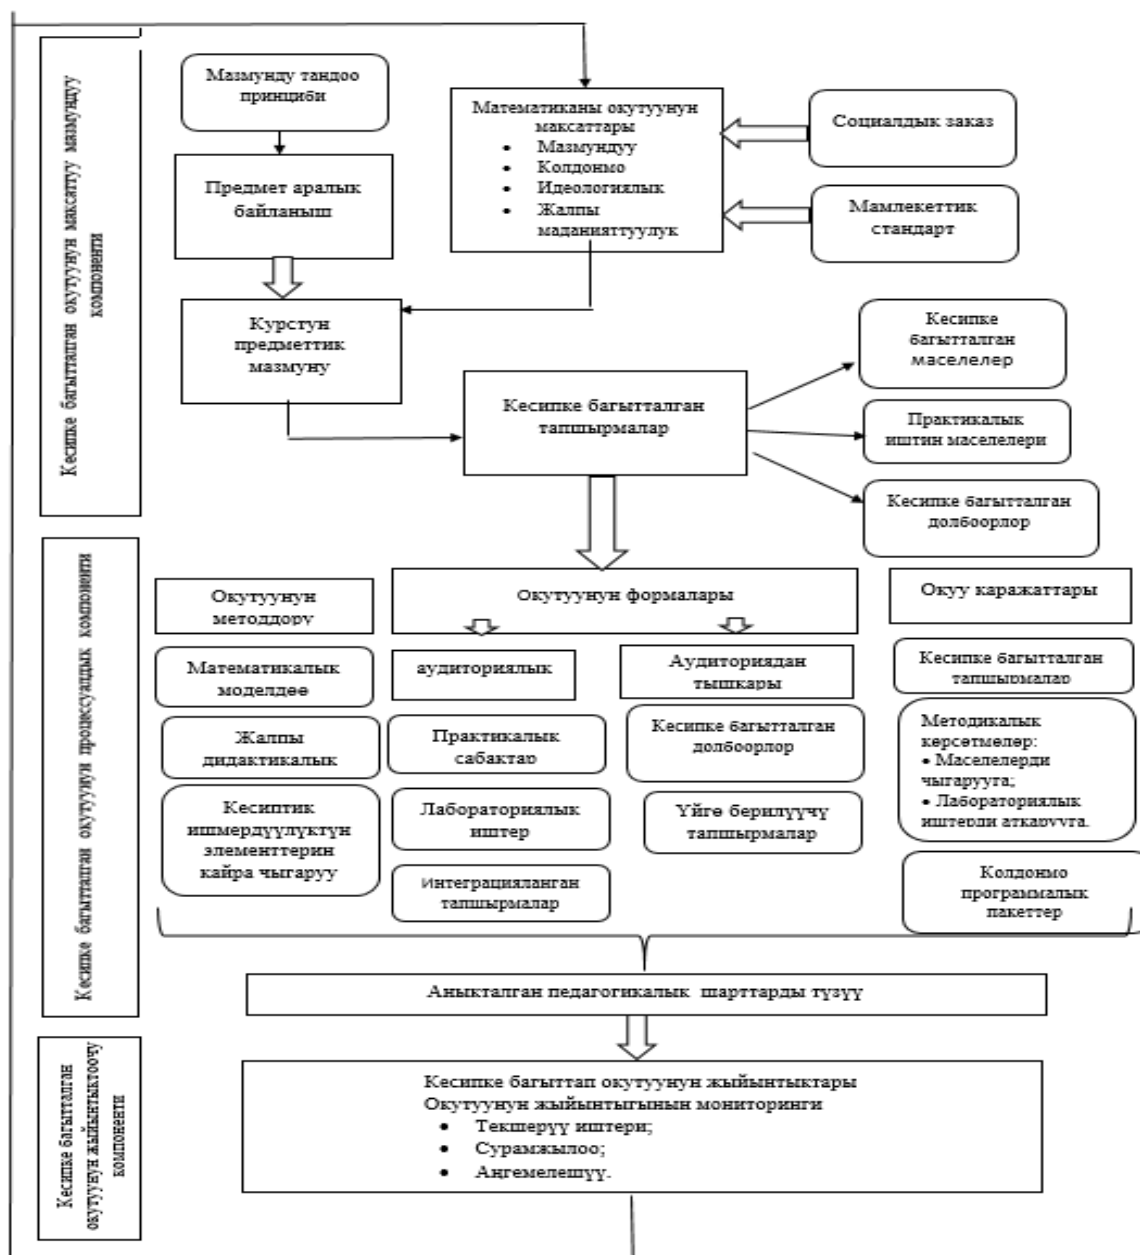 Кесипке багытталган окутуунун максаттуу мазмундуу
компоненти
Мазмунду тандоо
принциби
Предмет аралык
байланыш
Курстун
предметтик
мазмуну
Математиканы окутуунун
максаттары
• Мазмундуу
• Колдонмо
• Идеологиялык
• Жалпы
маданияттуулук
Социалдык заказ
Мамлекеттик
стандарт
Кесипке багытталган
тапшырмалар
Кесипке
багытталган
маселелер
Практикалык
иштин маселелери
Кесипке багытталган
долбоорлор
Кесипке багытталган окутуунун процессуалдык компоненти
Окутуунун
методдору
Математикалык
моделдөө
Жалпы
дидактикалык
Кесиптик
ишмердүүлүктүн
элементтерин
кайра чыгаруу
Окутуунун формалары
аудиториялык
Практикалык
сабактар
Лабораториялык
иштер
Интеграцияланган
тапшырмалар
Аудиториядан
тышкары
Кесипке багытталган
долбоорлор
Үйгө берилүүчү
тапшырмалар
Окуу каражаттары
Кесипке багытталган
тапшырмалар
Методикалык
көрсөтмөлөр:
• Маселелерди
чыгарууга;
• Лабораториялык
иштерди аткарууга.
Колдонмо
программалык
пакеттер
Аныкталган педагогикалык шарттарды түзүү
Кесипке багытталган
окутуунун жыйынтыктоочу
компоненти
Кесипке багыттап окутуунун жыйынтыктары
Окутуунун жыйынтыгынын мониторинги
• Текшерүү иштери;
• Сурамжылоо;
• Аңгемелешүү.